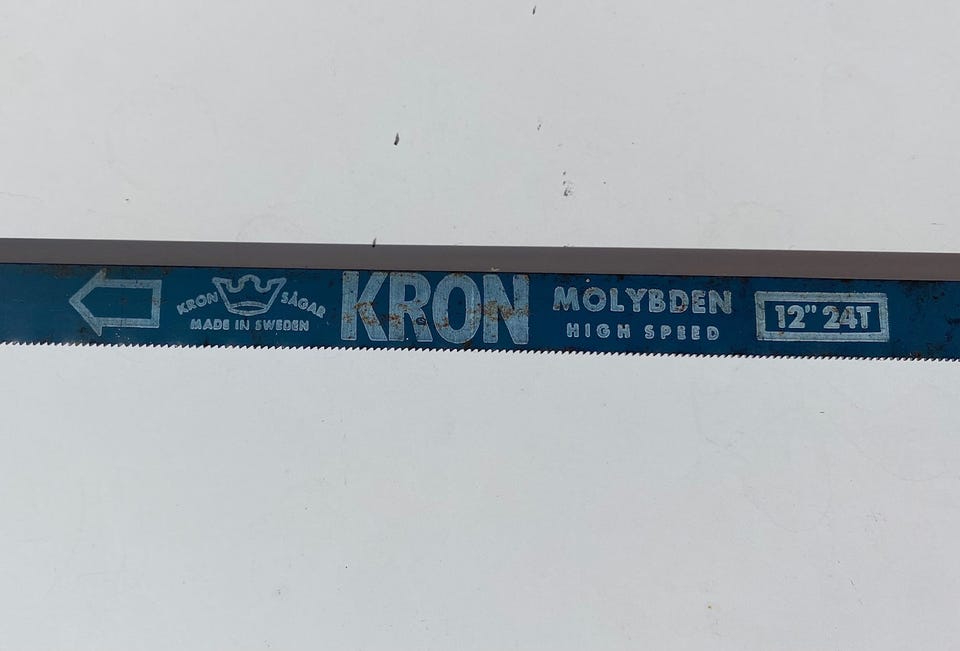 KRON SÅGAR
MADE IN SWEDEN
KRON
MOLYBDEN
HIGH SPEED
12" 24T